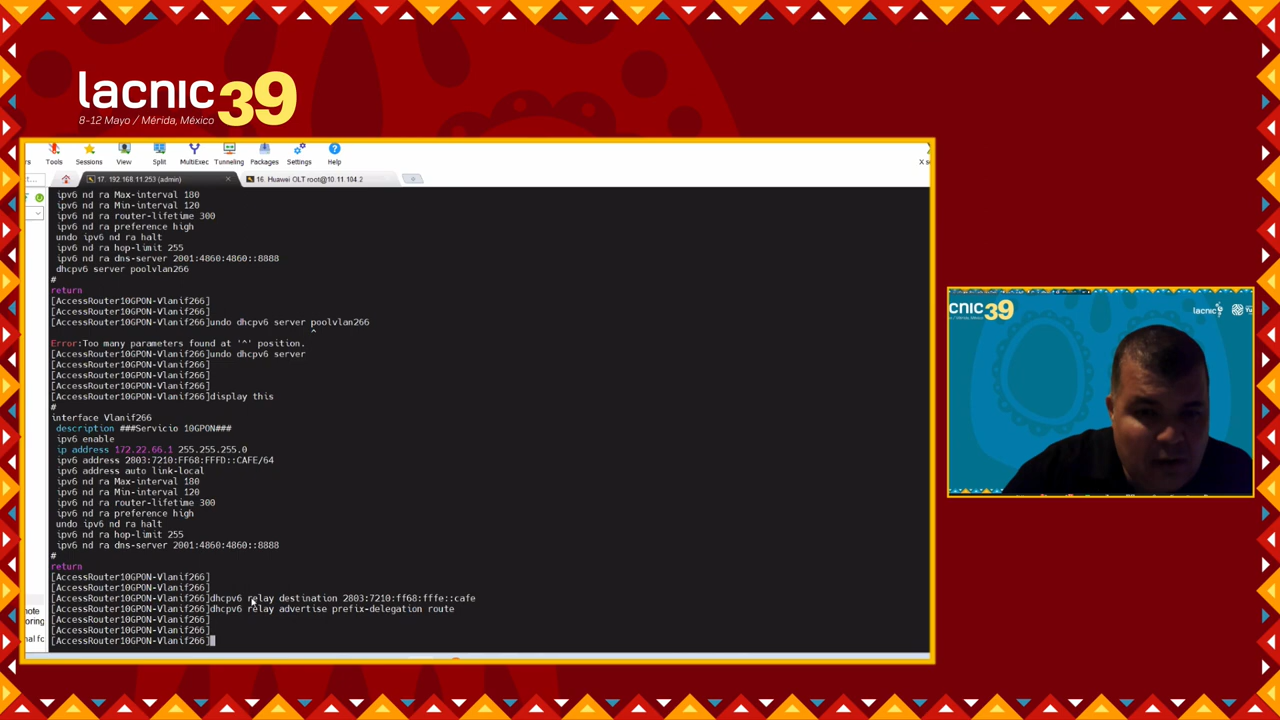 lacnic 39
8-12 Mayo / Mérida, México
Tools Sessions View Split MultiExec Tunneling Packages Settings Help
17. 192.168.11.253 (admin)
16. Huawei OLT root@10.11.104.2
ipv6 nd ra Max-interval 180
ipv6 nd ra Min-interval 120
ipv6 nd ra router-lifetime 300
ipv6 nd ra preference high
undo ipv6 nd ra halt
ipv6 nd ra hop-limit 255
ipv6 nd ra dns-server 2001:4860:4860::8888
dhcpv6 server poolvlan266
#
return
[AccessRouter10GPON-Vlanif266]
[AccessRouter10GPON-Vlanif266]
[AccessRouter10GPON-Vlanif266]undo dhcpv6 server poolvlan266
^
Error:Too many parameters found at '^' position.
[AccessRouter10GPON-Vlanif266]undo dhcpv6 server
[AccessRouter10GPON-Vlanif266]
[AccessRouter10GPON-Vlanif266]
[AccessRouter10GPON-Vlanif266]
[AccessRouter10GPON-Vlanif266]display this
#
interface Vlanif266
description ###Servicio 10GPON###
ipv6 enable
ip address 172.22.66.1 255.255.255.0
ipv6 address 2803:7210:FF68:FFFD::CAFE/64
ipv6 address auto link-local
ipv6 nd ra Max-interval 180
ipv6 nd ra Min-interval 120
ipv6 nd ra router-lifetime 300
ipv6 nd ra preference high
undo ipv6 nd ra halt
ipv6 nd ra hop-limit 255
ipv6 nd ra dns-server 2001:4860:4860::8888
#
return
[AccessRouter10GPON-Vlanif266]
[AccessRouter10GPON-Vlanif266]
[AccessRouter10GPON-Vlanif266]dhcpv6 relay destination 2803:7210:ff68:fffe::cafe
[AccessRouter10GPON-Vlanif266]dhcpv6 relay advertise prefix-delegation route
[AccessRouter10GPON-Vlanif266]
[AccessRouter10GPON-Vlanif266]
[AccessRouter10GPON-Vlanif266]
cnic 39
lacnic